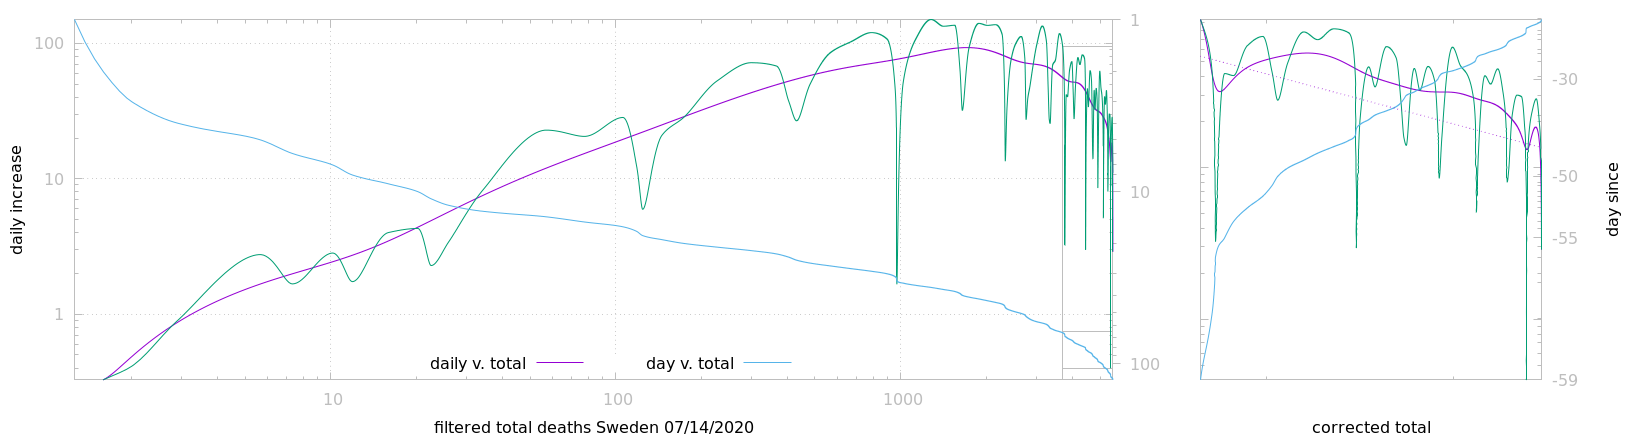 daily increase
100
10
1
daily v. total
day v. total
10
100
1000
filtered total deaths Sweden 07/14/2020
1
10
100
-30
-50
-55
-59
day since
corrected total